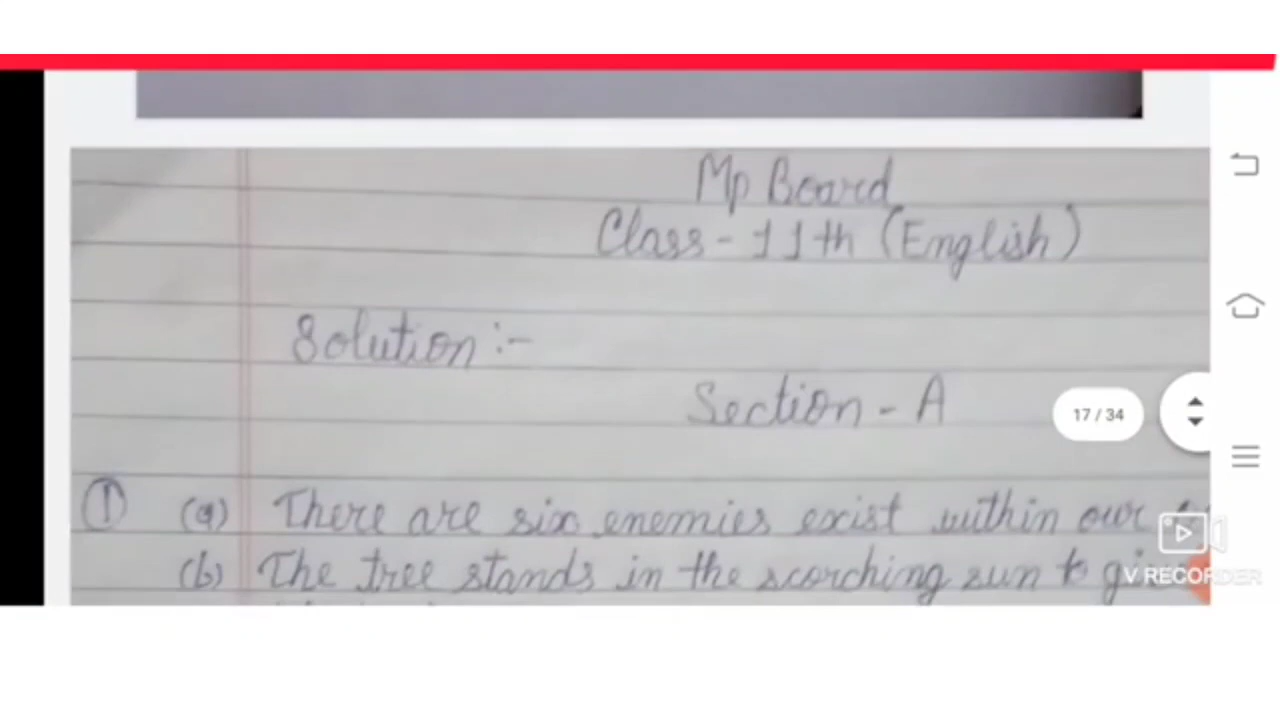 Mp Board
Class - 11th (English)
Solution :-
Section - A
17 / 34
① (a) There are six enemies exist within our
(b) The tree stands in the scorching sun to
V RECORDER